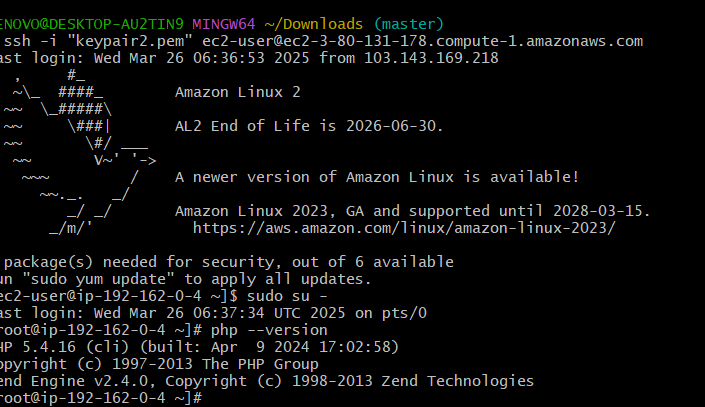 ENOVO@DESKTOP-AU2TIN9 MINGW64 ~/Downloads (master)
ssh -i "keypair2.pem" ec2-user@ec2-3-80-131-178.compute-1.amazonaws.com
ast login: Wed Mar 26 06:36:53 2025 from 103.143.169.218
   ,     #_
   ~\_  ####_        Amazon Linux 2
  ~~  \_#####\
  ~~     \###|       AL2 End of Life is 2026-06-30.
  ~~       \#/ ___
   ~~       V~' '->
    ~~~         /    A newer version of Amazon Linux is available!
      ~~._.   _/
         _/ _/       Amazon Linux 2023, GA and supported until 2028-03-15.
       _/m/'           https://aws.amazon.com/linux/amazon-linux-2023/
package(s) needed for security, out of 6 available
un "sudo yum update" to apply all updates.
ec2-user@ip-192-162-0-4 ~]$ sudo su -
ast login: Wed Mar 26 06:37:34 UTC 2025 on pts/0
root@ip-192-162-0-4 ~]# php --version
HP 5.4.16 (cli) (built: Apr  9 2024 17:02:58)
opyright (c) 1997-2013 The PHP Group
end Engine v2.4.0, Copyright (c) 1998-2013 Zend Technologies
root@ip-192-162-0-4 ~]#